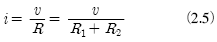 i = v/R = v/(R₁ + R₂) (2.5)